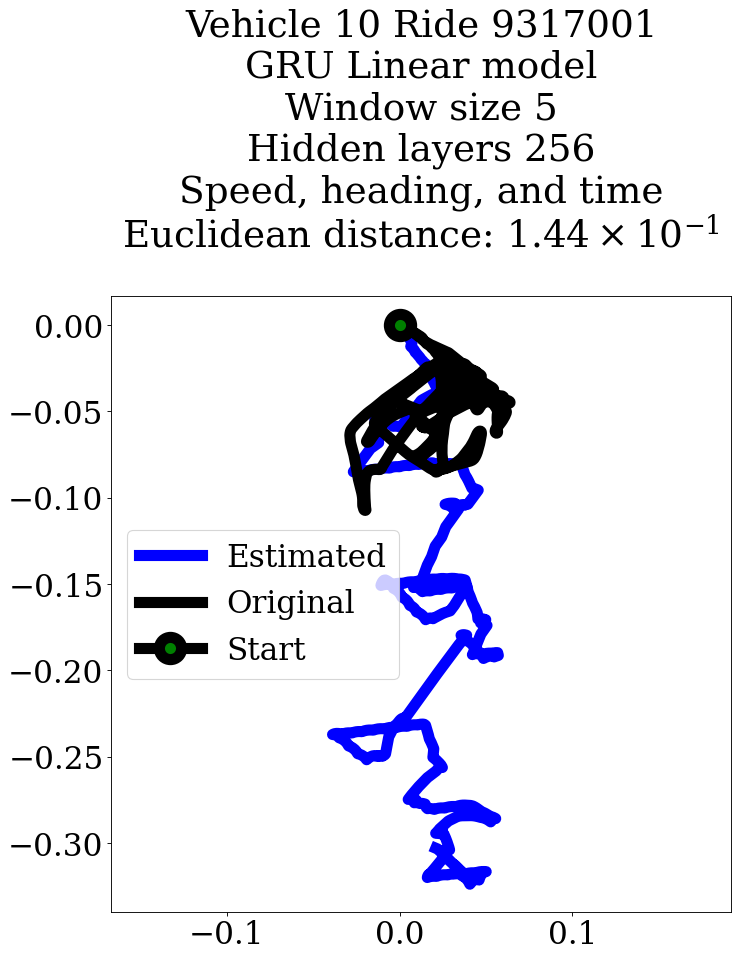 Vehicle 10 Ride 9317001
GRU Linear model
Window size 5
Hidden layers 256
Speed, heading, and time
Euclidean distance: 1.44 × 10⁻¹
0.00
−0.05
−0.10
−0.15
−0.20
−0.25
−0.30
Estimated
Original
Start
−0.1 0.0 0.1